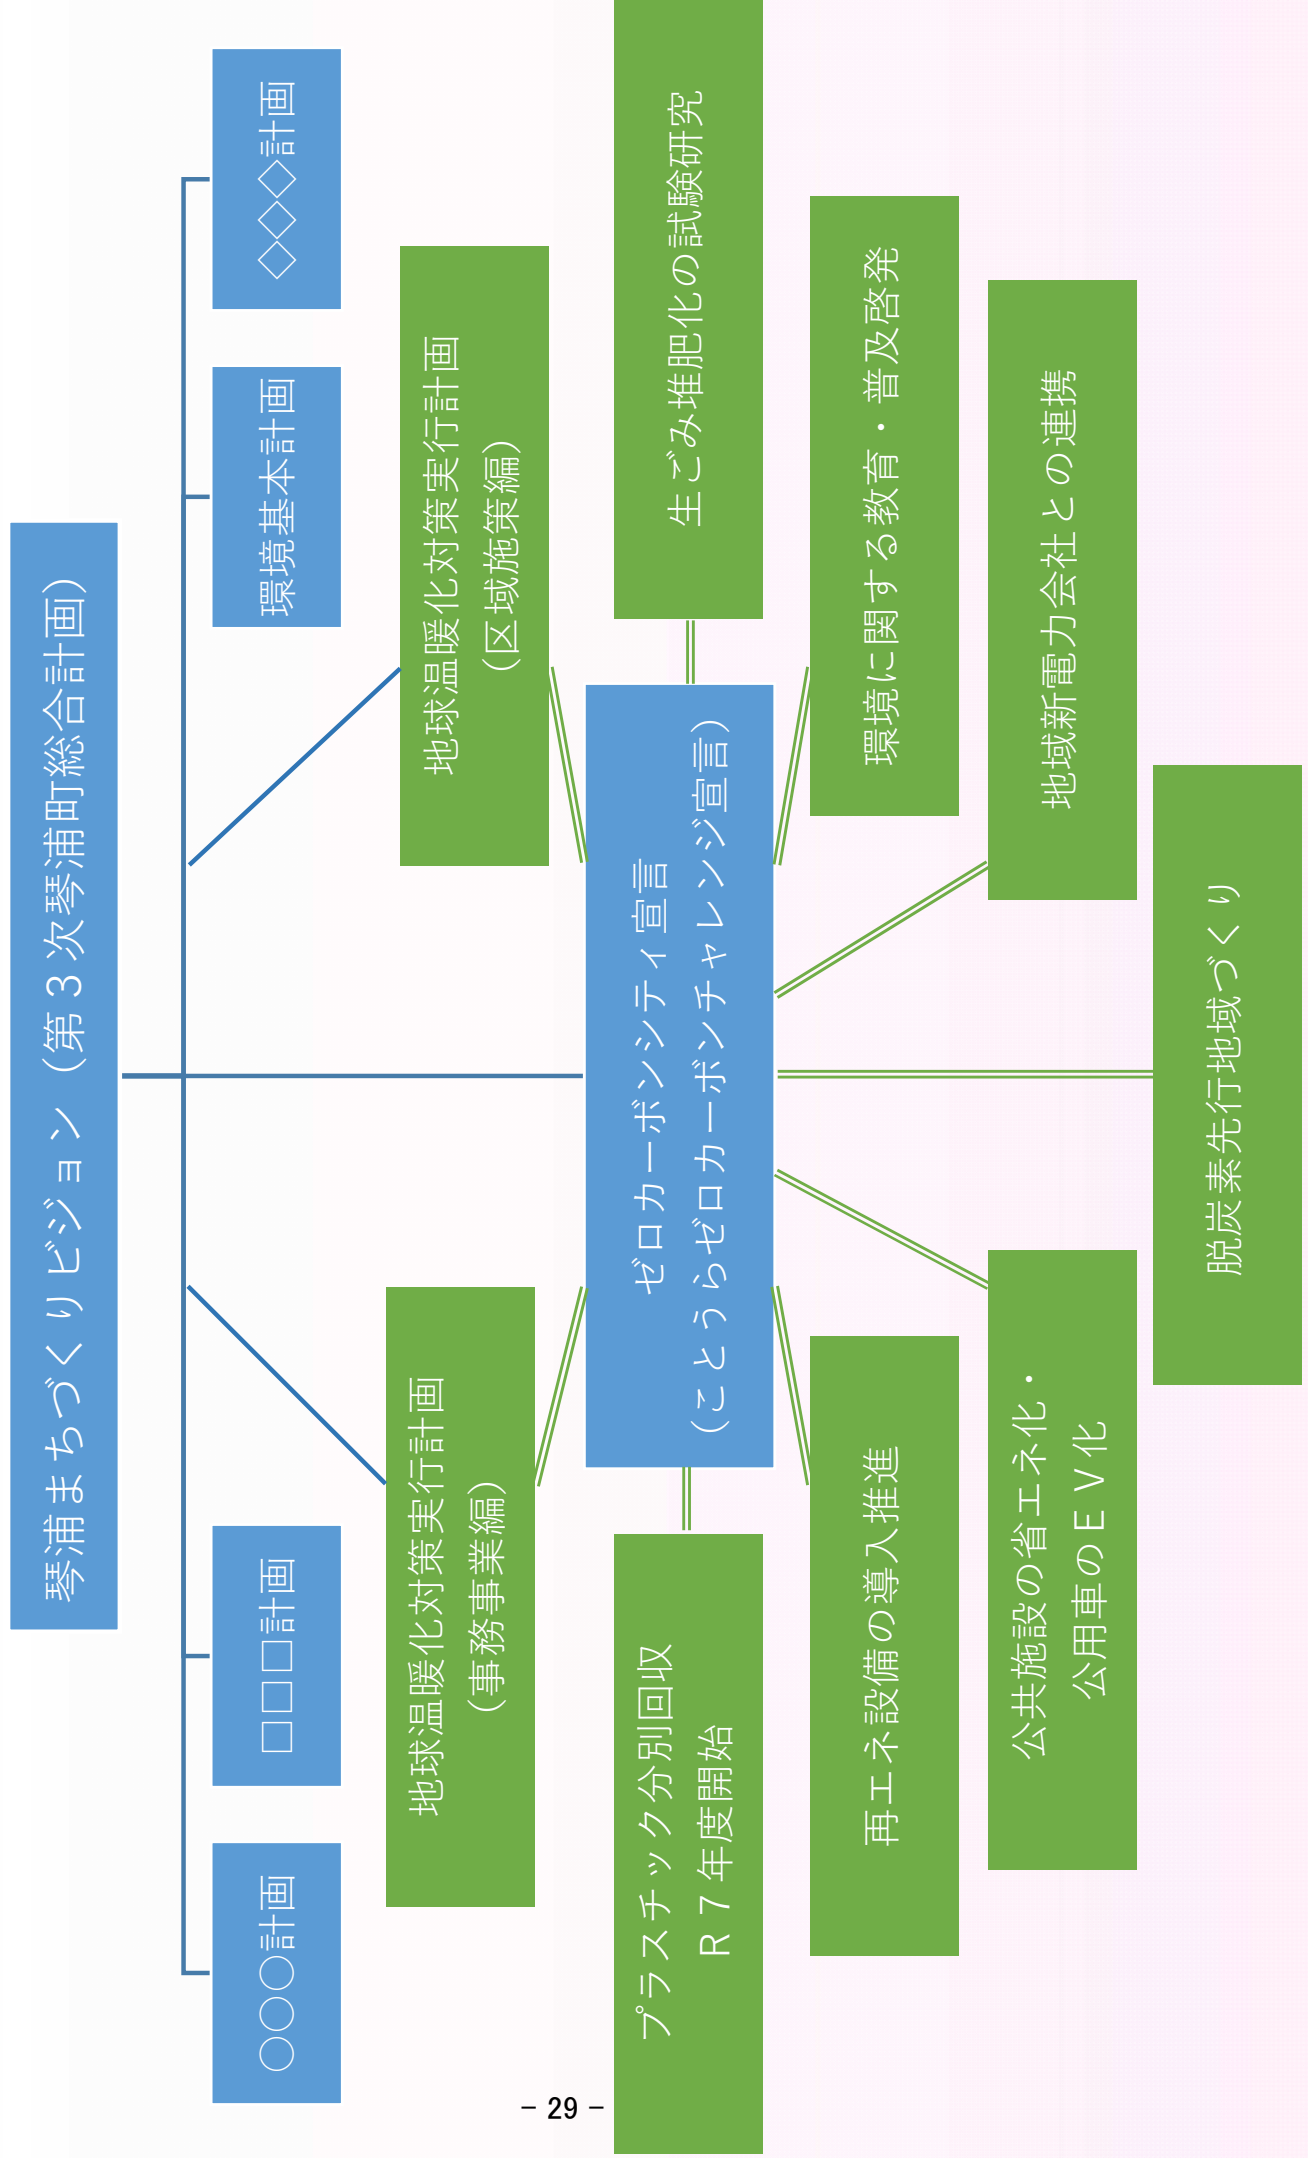 琴浦まちづくりビジョン（第３次琴浦町総合計画）
○○○計画
□□□計画
環境基本計画
◇◇◇計画
地球温暖化対策実行計画
（事務事業編）
地球温暖化対策実行計画
（区域施策編）
プラスチック分別回収
Ｒ７年度開始
ゼロカーボンシティ宣言
（ことうらゼロカーボンチャレンジ宣言）
生ごみ堆肥化の試験研究
再エネ設備の導入推進
環境に関する教育・普及啓発
公共施設の省エネ化・
公用車のＥＶ化
地域新電力会社との連携
脱炭素先行地域づくり
- 29 -